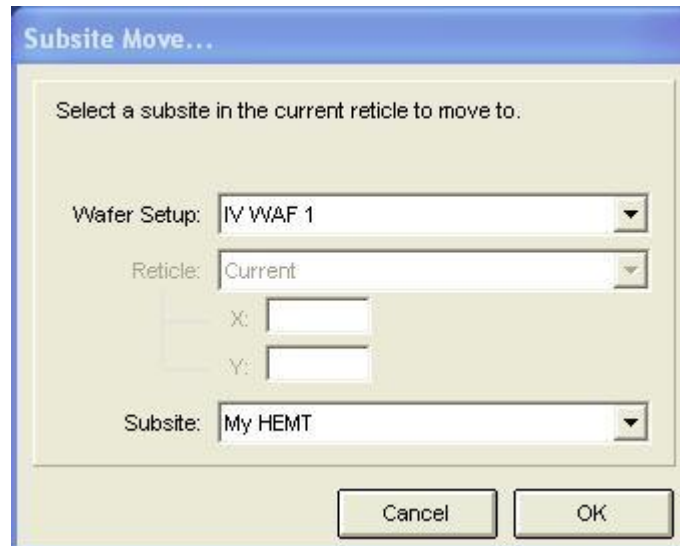 Subsite Move...
Select a subsite in the current reticle to move to.
Wafer Setup: IV WAF 1
Reticle: Current
X:
Y:
Subsite: My HEMT
Cancel OK